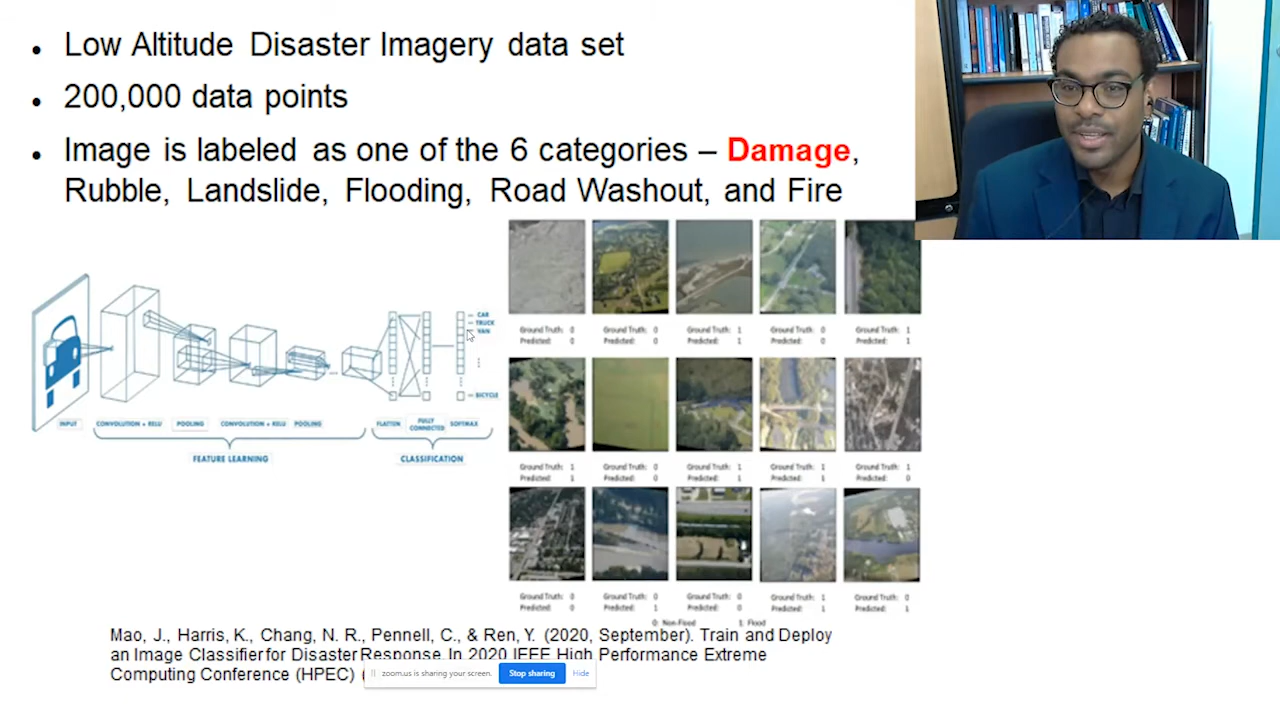 • Low Altitude Disaster Imagery data set
• 200,000 data points
• Image is labeled as one of the 6 categories – Damage,
Rubble, Landslide, Flooding, Road Washout, and Fire
CAR
TRUCK
VAN
BICYCLE
INPUT
CONVOLUTION + RELU
POOLING
CONVOLUTION + RELU
POOLING
FLATTEN
FULLY
CONNECTED
SOFTMAX
FEATURE LEARNING
CLASSIFICATION
Ground Truth: 0 Ground Truth: 0 Ground Truth: 1 Ground Truth: 0 Ground Truth: 1
Predicted: 0 Predicted: 0 Predicted: 1 Predicted: 0 Predicted: 1
Ground Truth: 1 Ground Truth: 0 Ground Truth: 1 Ground Truth: 1 Ground Truth: 1
Predicted: 1 Predicted: 0 Predicted: 1 Predicted: 1 Predicted: 0
Ground Truth: 0 Ground Truth: 0 Ground Truth: 0 Ground Truth: 1 Ground Truth: 0
Predicted: 0 Predicted: 1 Predicted: 0 Predicted: 1 Predicted: 1
0: Non-Flood 1: Flood
Mao, J., Harris, K., Chang, N. R., Pennell, C., & Ren, Y. (2020, September). Train and Deploy
an Image Classifier for Disaster Response. In 2020 IEEE High Performance Extreme
Computing Conference (HPEC) (
zoom.us is sharing your screen.
Stop sharing
Hide